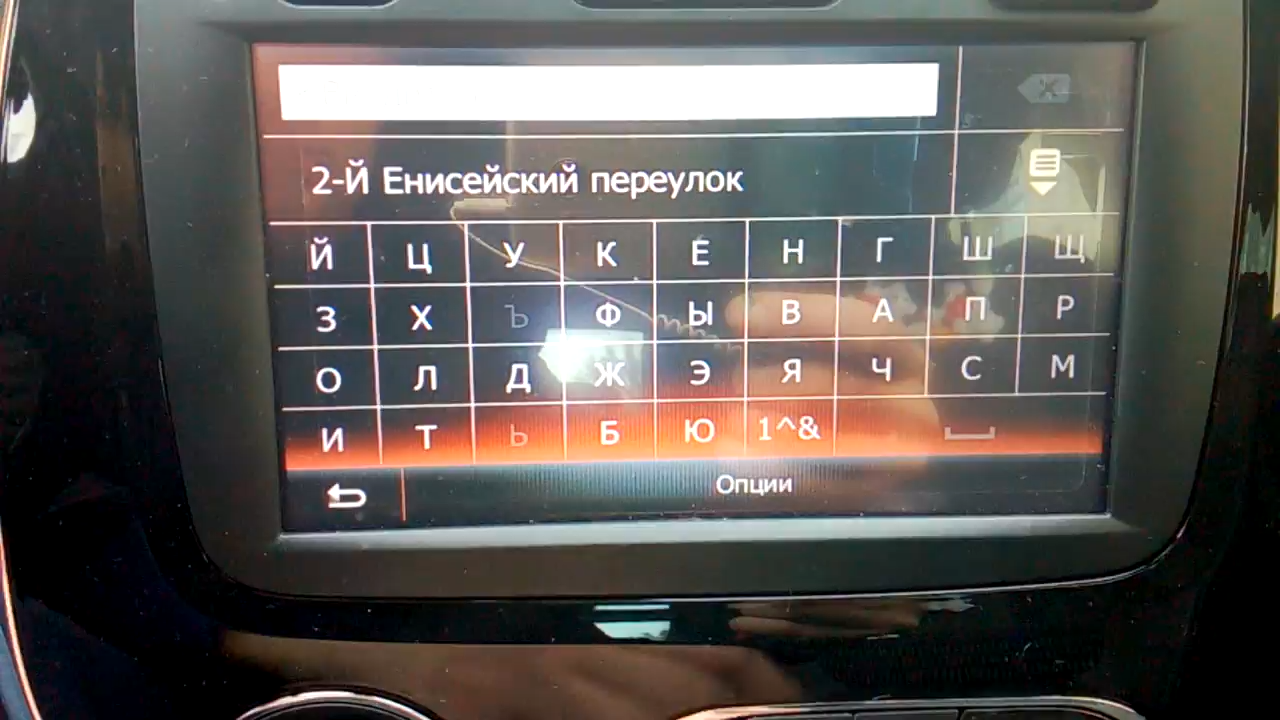 2-Й Енисейский переулок
Й Ц У К Е Н Г Ш Щ
З Х Ъ Ф Ы В А П Р
О Л Д Ж Э Я Ч С М
И Т Ь Б Ю 1^&
Опции